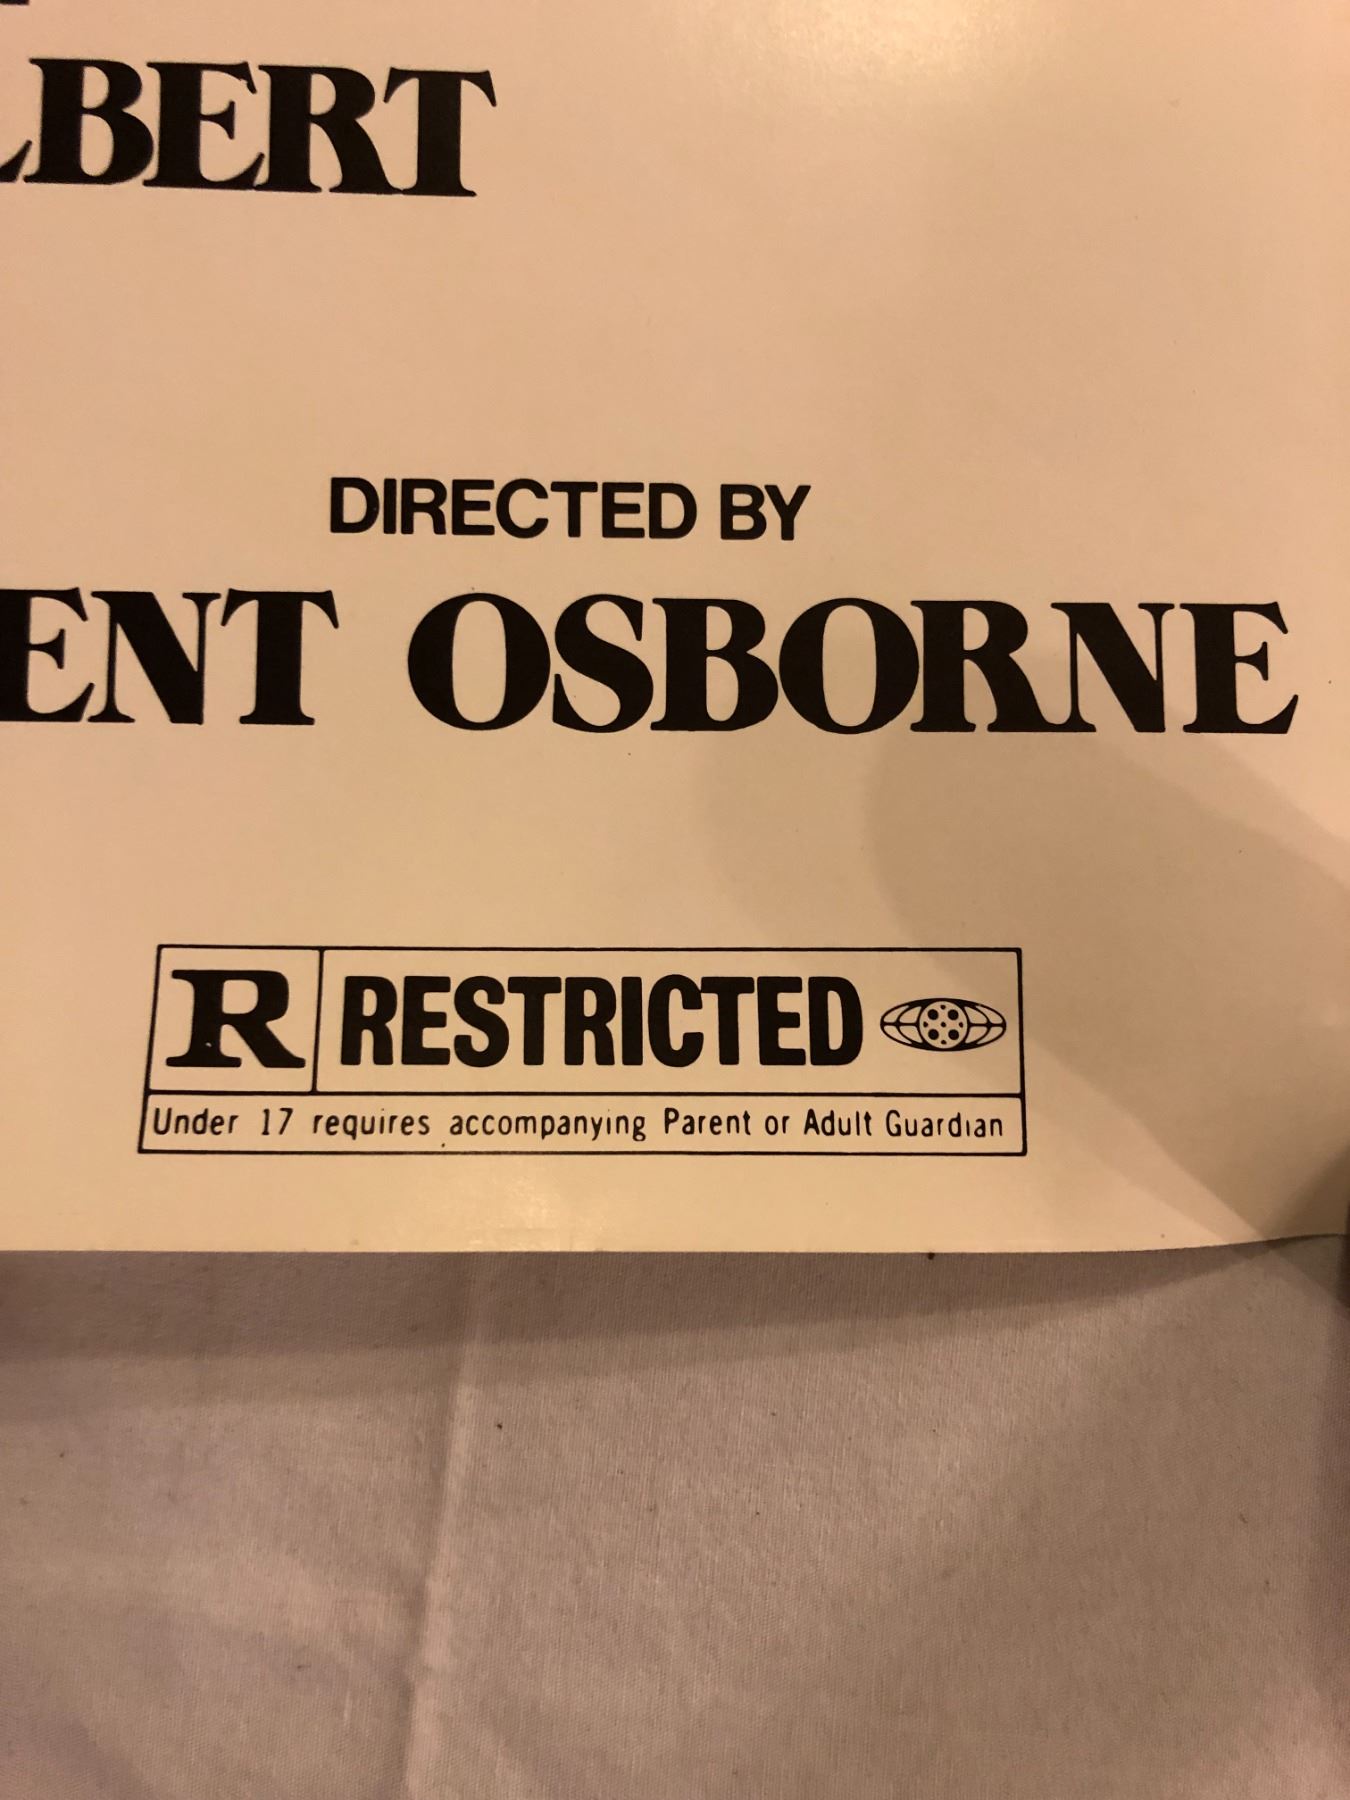 LBERT
DIRECTED BY
ENT OSBORNE
R RESTRICTED
Under 17 requires accompanying Parent or Adult Guardian